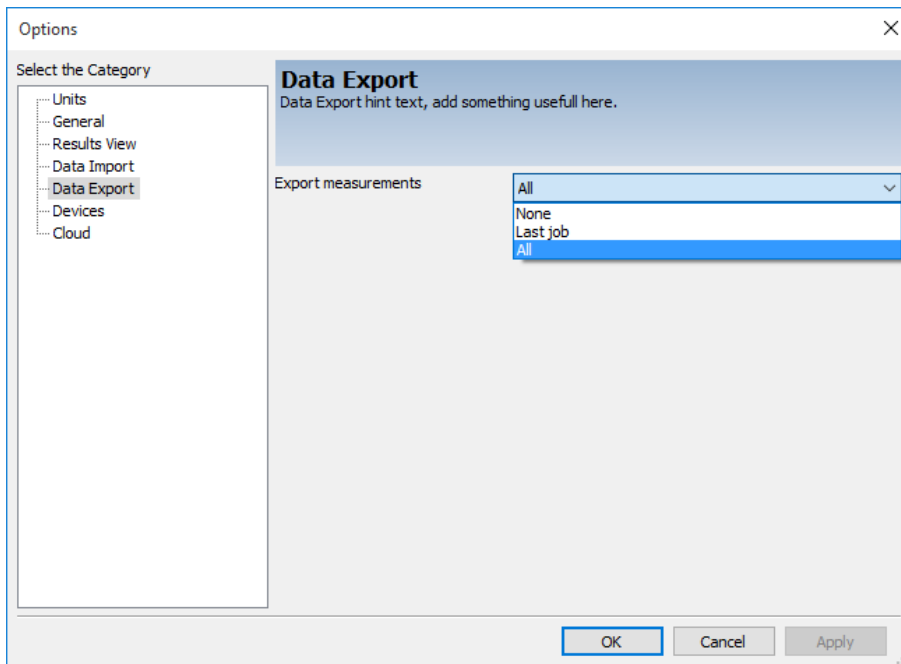 Options
Select the Category
Units
General
Results View
Data Import
Data Export
Devices
Cloud
Data Export
Data Export hint text, add something usefull here.
Export measurements
All
None
Last job
All
OK
Cancel
Apply